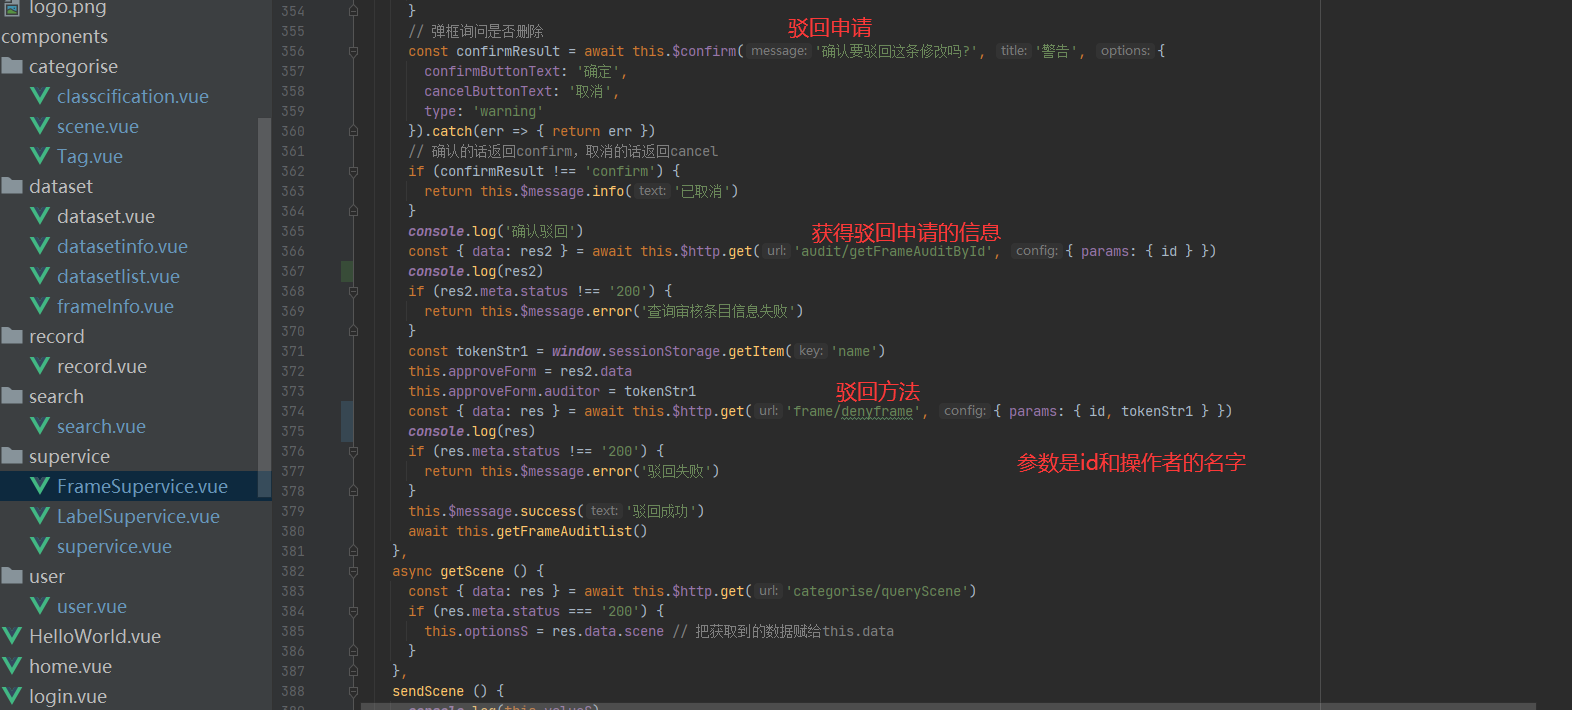 logo.png
components
categorise
classcification.vue
scene.vue
Tag.vue
dataset
dataset.vue
datasetinfo.vue
datasetlist.vue
frameInfo.vue
record
record.vue
search
search.vue
supervice
FrameSupervice.vue
LabelSupervice.vue
supervice.vue
user
user.vue
HelloWorld.vue
home.vue
login.vue
354 }
355 // 弹框询问是否删除
驳回申请
356 const confirmResult = await this.$confirm( message: '确认要驳回这条修改吗?', title: '警告', options: {
357 confirmButtonText: '确定',
358 cancelButtonText: '取消',
359 type: 'warning'
360 }).catch(err => { return err })
361 // 确认的话返回confirm，取消的话返回cancel
362 if (confirmResult !== 'confirm') {
363 return this.$message.info( text: '已取消')
364 }
365 console.log('确认驳回')
获得驳回申请的信息
366 const { data: res2 } = await this.$http.get( url: 'audit/getFrameAuditById', config: { params: { id } })
367 console.log(res2)
368 if (res2.meta.status !== '200') {
369 return this.$message.error('查询审核条目信息失败')
370 }
371 const tokenStr1 = window.sessionStorage.getItem( key: 'name')
372 this.approveForm = res2.data
373 this.approveForm.auditor = tokenStr1
驳回方法
374 const { data: res } = await this.$http.get( url: 'frame/denyframe', config: { params: { id, tokenStr1 } })
375 console.log(res)
376 if (res.meta.status !== '200') {
参数是id和操作者的名字
377 return this.$message.error('驳回失败')
378 }
379 this.$message.success( text: '驳回成功')
380 await this.getFrameAuditlist()
381 },
382 async getScene () {
383 const { data: res } = await this.$http.get( url: 'categorise/queryScene')
384 if (res.meta.status === '200') {
385 this.optionsS = res.data.scene // 把获取到的数据赋给this.data
386 }
387 },
388 sendScene () {